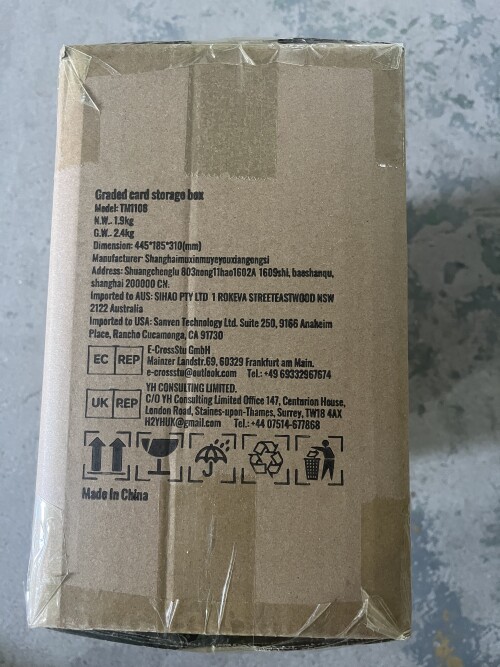 Graded card storage box
Model: TM1108
N.W.. 1.9kg
G.W.. 2.4kg
Dimension: 445*185*310(mm)
Manufacturer Shanghaimuxinmuyeyouxiangongsi
Address: Shuangchenglu 803nong11hao1602A 1609shi, baoshanqu,
shanghai 200000 CN.
Imported to AUS: SIHAO PTY LTD 1 ROKEVA STREETEASTWOOD NSW
2122 Australia
Imported to USA: Sanven Technology Ltd. Suite 250, 9166 Anaheim
Place, Rancho Cucamonga, CA 91730
EC REP
E-CrossStu GmbH
Mainzer Landstr.69, 60329 Frankfurt am Main.
e-crossstu@outlook.com Tel.: +49 69332967674
UK REP
YH CONSULTING LIMITED.
C/O YH Consulting Limited Office 147, Centurion House,
London Road, Staines-upon-Thames, Surrey, TW18 4AX
H2YHUK@gmail.com Tel.: +44 07514-677868
Made In China